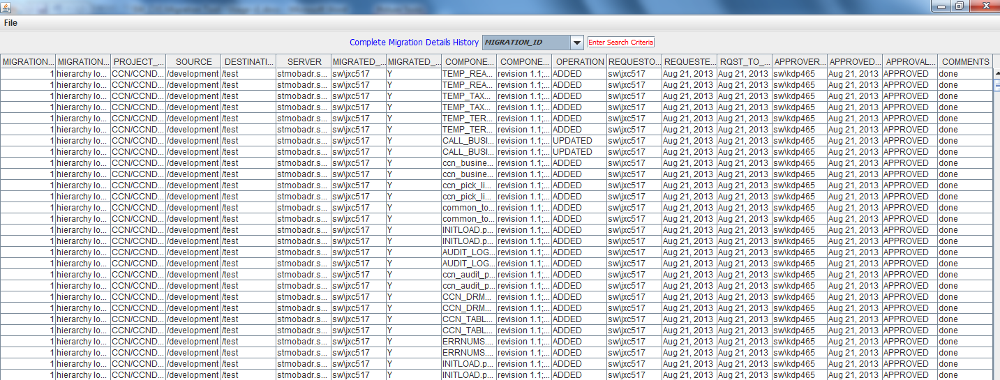 File
Complete Migration Details History MIGRATION_ID Enter Search Criteria
MIGRATION... MIGRATION... PROJECT_... SOURCE DESTINATI... SERVER MIGRATED_... MIGRATED_... COMPONE... COMPONE... OPERATION REQUESTO... REQUESTE... RQST_TO_... APPROVER... APPROVED... APPROVAL... COMMENTS
1 hierarchy lo... CCN/CCND... /development /test stmobadr.s... sw\jxc517 Y TEMP_REA... revision 1.1;... ADDED sw\jxc517 Aug 21, 2013 Aug 21, 2013 sw\kdp465 Aug 21, 2013 APPROVED done
1 hierarchy lo... CCN/CCND... /development /test stmobadr.s... sw\jxc517 Y TEMP_REA... revision 1.1;... ADDED sw\jxc517 Aug 21, 2013 Aug 21, 2013 sw\kdp465 Aug 21, 2013 APPROVED done
1 hierarchy lo... CCN/CCND... /development /test stmobadr.s... sw\jxc517 Y TEMP_TAX... revision 1.1;... ADDED sw\jxc517 Aug 21, 2013 Aug 21, 2013 sw\kdp465 Aug 21, 2013 APPROVED done
1 hierarchy lo... CCN/CCND... /development /test stmobadr.s... sw\jxc517 Y TEMP_TAX... revision 1.1;... ADDED sw\jxc517 Aug 21, 2013 Aug 21, 2013 sw\kdp465 Aug 21, 2013 APPROVED done
1 hierarchy lo... CCN/CCND... /development /test stmobadr.s... sw\jxc517 Y TEMP_TER... revision 1.1;... ADDED sw\jxc517 Aug 21, 2013 Aug 21, 2013 sw\kdp465 Aug 21, 2013 APPROVED done
1 hierarchy lo... CCN/CCND... /development /test stmobadr.s... sw\jxc517 Y TEMP_TER... revision 1.1;... ADDED sw\jxc517 Aug 21, 2013 Aug 21, 2013 sw\kdp465 Aug 21, 2013 APPROVED done
1 hierarchy lo... CCN/CCND... /development /test stmobadr.s... sw\jxc517 Y CALL_BUSI... revision 1.1;... UPDATED sw\jxc517 Aug 21, 2013 Aug 21, 2013 sw\kdp465 Aug 21, 2013 APPROVED done
1 hierarchy lo... CCN/CCND... /development /test stmobadr.s... sw\jxc517 Y CALL_BUSI... revision 1.1;... UPDATED sw\jxc517 Aug 21, 2013 Aug 21, 2013 sw\kdp465 Aug 21, 2013 APPROVED done
1 hierarchy lo... CCN/CCND... /development /test stmobadr.s... sw\jxc517 Y ccn_busine... revision 1.1;... ADDED sw\jxc517 Aug 21, 2013 Aug 21, 2013 sw\kdp465 Aug 21, 2013 APPROVED done
1 hierarchy lo... CCN/CCND... /development /test stmobadr.s... sw\jxc517 Y ccn_busine... revision 1.1;... ADDED sw\jxc517 Aug 21, 2013 Aug 21, 2013 sw\kdp465 Aug 21, 2013 APPROVED done
1 hierarchy lo... CCN/CCND... /development /test stmobadr.s... sw\jxc517 Y ccn_pick_li... revision 1.1;... ADDED sw\jxc517 Aug 21, 2013 Aug 21, 2013 sw\kdp465 Aug 21, 2013 APPROVED done
1 hierarchy lo... CCN/CCND... /development /test stmobadr.s... sw\jxc517 Y ccn_pick_li... revision 1.1;... ADDED sw\jxc517 Aug 21, 2013 Aug 21, 2013 sw\kdp465 Aug 21, 2013 APPROVED done
1 hierarchy lo... CCN/CCND... /development /test stmobadr.s... sw\jxc517 Y common_to... revision 1.1;... ADDED sw\jxc517 Aug 21, 2013 Aug 21, 2013 sw\kdp465 Aug 21, 2013 APPROVED done
1 hierarchy lo... CCN/CCND... /development /test stmobadr.s... sw\jxc517 Y common_to... revision 1.1;... ADDED sw\jxc517 Aug 21, 2013 Aug 21, 2013 sw\kdp465 Aug 21, 2013 APPROVED done
1 hierarchy lo... CCN/CCND... /development /test stmobadr.s... sw\jxc517 Y INITLOAD.p... revision 1.1;... ADDED sw\jxc517 Aug 21, 2013 Aug 21, 2013 sw\kdp465 Aug 21, 2013 APPROVED done
1 hierarchy lo... CCN/CCND... /development /test stmobadr.s... sw\jxc517 Y INITLOAD.p... revision 1.1;... ADDED sw\jxc517 Aug 21, 2013 Aug 21, 2013 sw\kdp465 Aug 21, 2013 APPROVED done
1 hierarchy lo... CCN/CCND... /development /test stmobadr.s... sw\jxc517 Y AUDIT_LOG... revision 1.1;... ADDED sw\jxc517 Aug 21, 2013 Aug 21, 2013 sw\kdp465 Aug 21, 2013 APPROVED done
1 hierarchy lo... CCN/CCND... /development /test stmobadr.s... sw\jxc517 Y AUDIT_LOG... revision 1.1;... ADDED sw\jxc517 Aug 21, 2013 Aug 21, 2013 sw\kdp465 Aug 21, 2013 APPROVED done
1 hierarchy lo... CCN/CCND... /development /test stmobadr.s... sw\jxc517 Y ccn_audit_p... revision 1.1;... ADDED sw\jxc517 Aug 21, 2013 Aug 21, 2013 sw\kdp465 Aug 21, 2013 APPROVED done
1 hierarchy lo... CCN/CCND... /development /test stmobadr.s... sw\jxc517 Y ccn_audit_p... revision 1.1;... ADDED sw\jxc517 Aug 21, 2013 Aug 21, 2013 sw\kdp465 Aug 21, 2013 APPROVED done
1 hierarchy lo... CCN/CCND... /development /test stmobadr.s... sw\jxc517 Y CCN_DRM... revision 1.1;... ADDED sw\jxc517 Aug 21, 2013 Aug 21, 2013 sw\kdp465 Aug 21, 2013 APPROVED done
1 hierarchy lo... CCN/CCND... /development /test stmobadr.s... sw\jxc517 Y CCN_DRM... revision 1.1;... ADDED sw\jxc517 Aug 21, 2013 Aug 21, 2013 sw\kdp465 Aug 21, 2013 APPROVED done
1 hierarchy lo... CCN/CCND... /development /test stmobadr.s... sw\jxc517 Y CCN_TABL... revision 1.1;... ADDED sw\jxc517 Aug 21, 2013 Aug 21, 2013 sw\kdp465 Aug 21, 2013 APPROVED done
1 hierarchy lo... CCN/CCND... /development /test stmobadr.s... sw\jxc517 Y CCN_TABL... revision 1.1;... ADDED sw\jxc517 Aug 21, 2013 Aug 21, 2013 sw\kdp465 Aug 21, 2013 APPROVED done
1 hierarchy lo... CCN/CCND... /development /test stmobadr.s... sw\jxc517 Y ERRNUMS.... revision 1.1;... ADDED sw\jxc517 Aug 21, 2013 Aug 21, 2013 sw\kdp465 Aug 21, 2013 APPROVED done
1 hierarchy lo... CCN/CCND... /development /test stmobadr.s... sw\jxc517 Y ERRNUMS.... revision 1.1;... ADDED sw\jxc517 Aug 21, 2013 Aug 21, 2013 sw\kdp465 Aug 21, 2013 APPROVED done
1 hierarchy lo... CCN/CCND... /development /test stmobadr.s... sw\jxc517 Y INITLOAD.p... revision 1.1;... ADDED sw\jxc517 Aug 21, 2013 Aug 21, 2013 sw\kdp465 Aug 21, 2013 APPROVED done
1 hierarchy lo... CCN/CCND... /development /test stmobadr.s... sw\jxc517 Y INITLOAD.p... revision 1.1;... ADDED sw\jxc517 Aug 21, 2013 Aug 21, 2013 sw\kdp465 Aug 21, 2013 APPROVED done